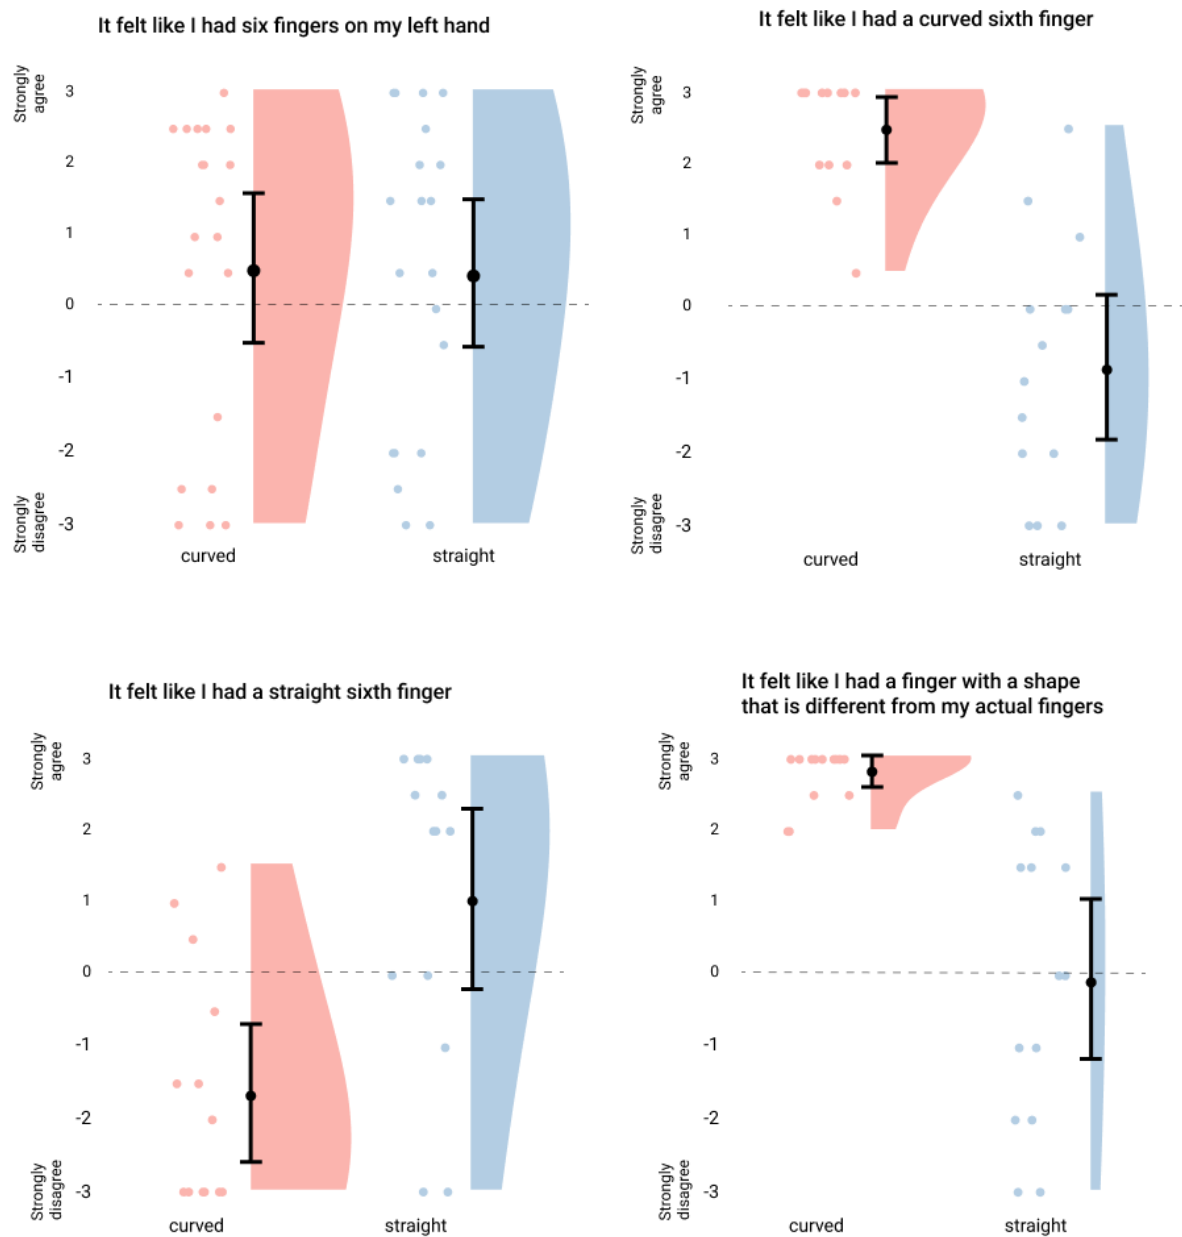 It felt like I had six fingers on my left hand
Strongly
agree
3
2
1
0
-1
-2
-3
Strongly
disagree
curved
straight
It felt like I had a curved sixth finger
Strongly
agree
3
2
1
0
-1
-2
-3
Strongly
disagree
curved
straight
It felt like I had a straight sixth finger
Strongly
agree
3
2
1
0
-1
-2
-3
Strongly
disagree
curved
straight
It felt like I had a finger with a shape
that is different from my actual fingers
Strongly
agree
3
2
1
0
-1
-2
-3
Strongly
disagree
curved
straight